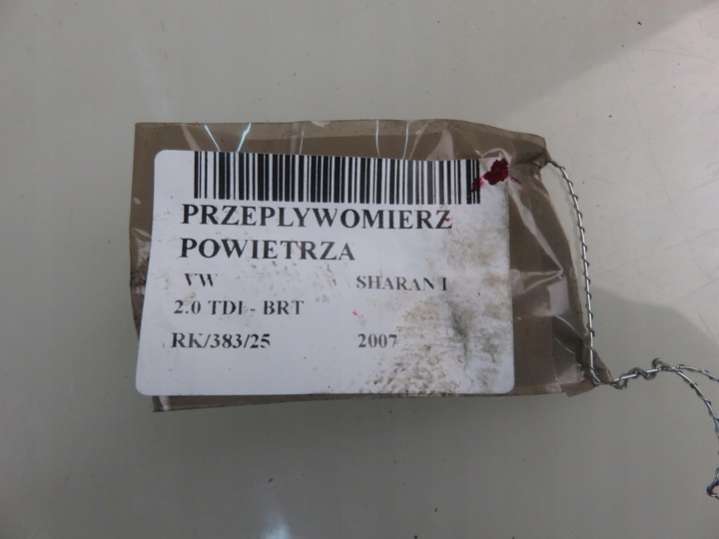 PRZEPLYWOMIERZ
POWIETRZA
VW SHARAN I
2.0 TDI - BRT
RK/383/25 2007